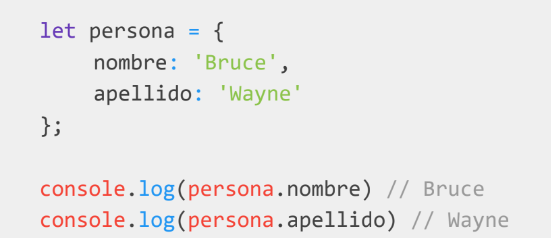 let persona = {
    nombre: 'Bruce',
    apellido: 'Wayne'
};

console.log(persona.nombre) // Bruce
console.log(persona.apellido) // Wayne